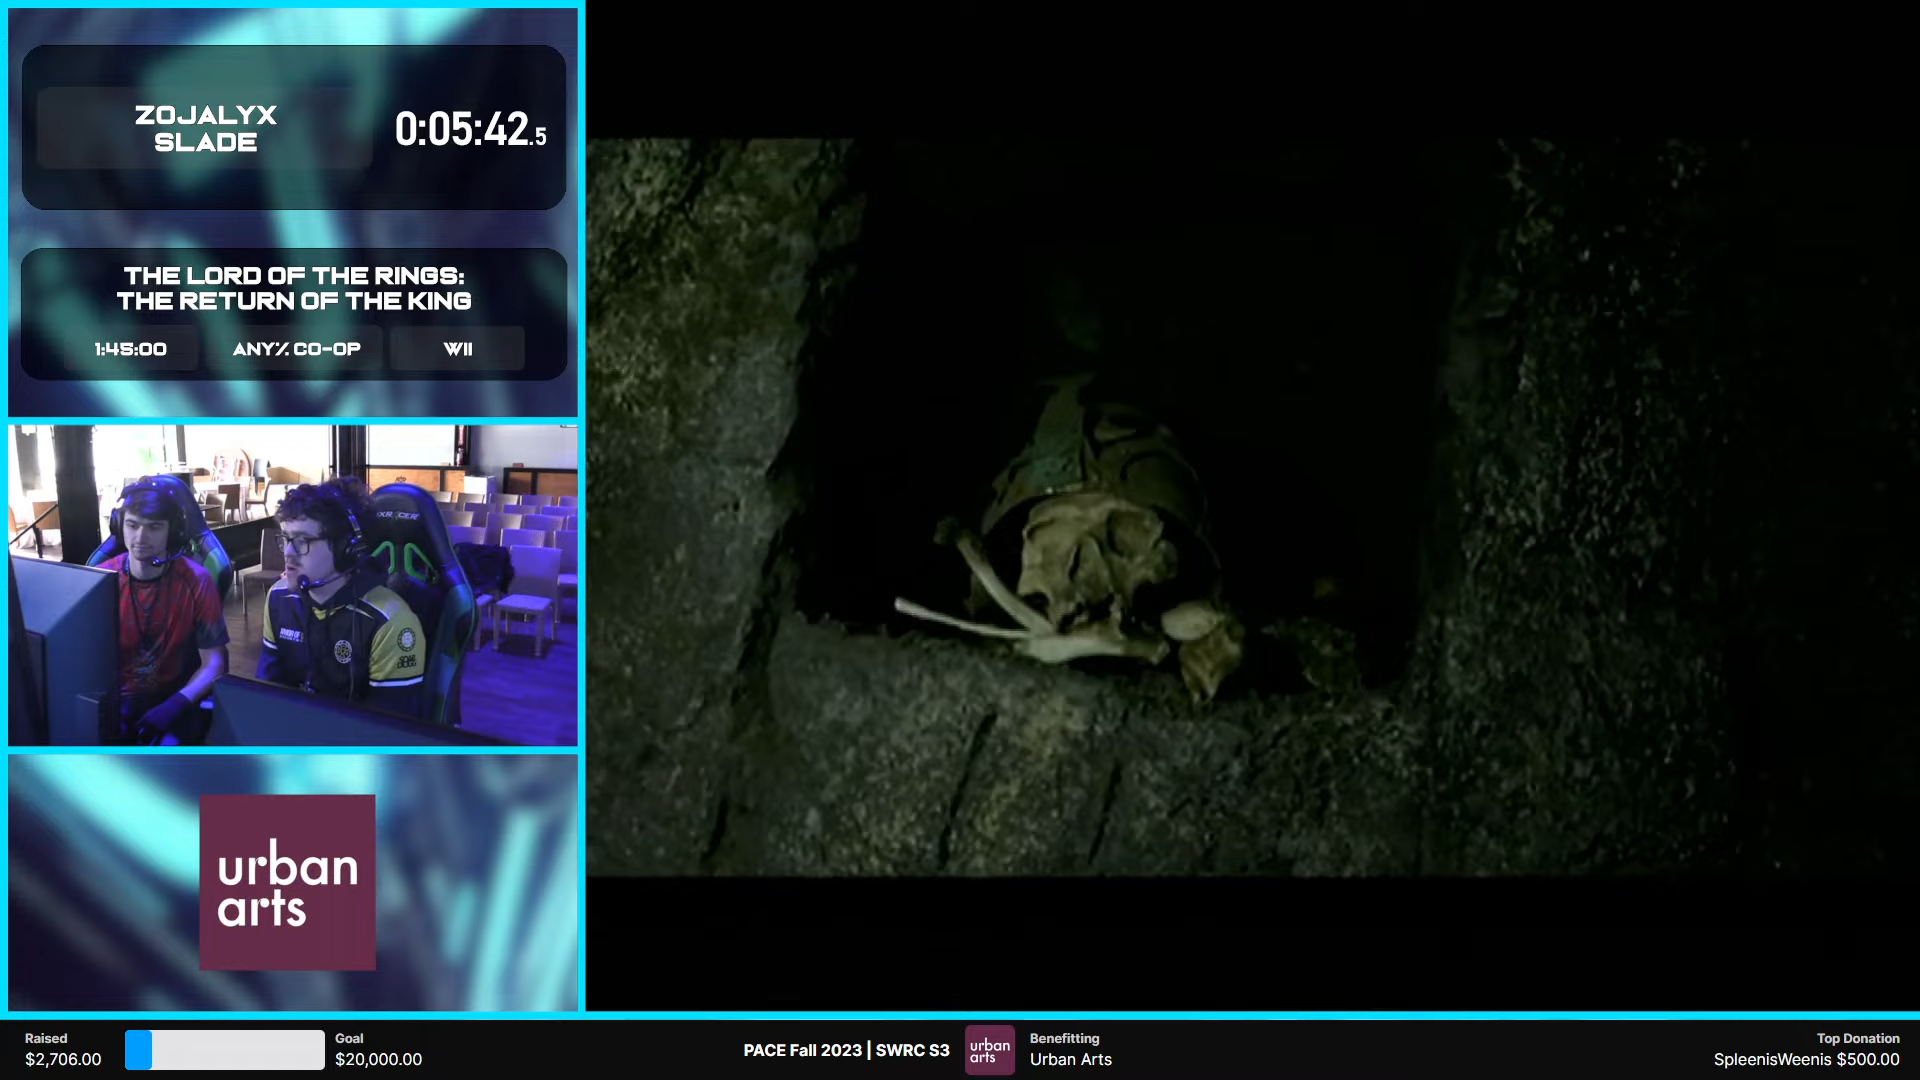 ZOJALYX
SLADE
0:05:42.5
THE LORD OF THE RINGS:
THE RETURN OF THE KING
1:45:00
ANY% CO-OP
WII
urban
arts
Raised
$2,706.00
Goal
$20,000.00
PACE Fall 2023 | SWRC S3
urban
arts
Benefitting
Urban Arts
Top Donation
SpleenisWeenis $500.00